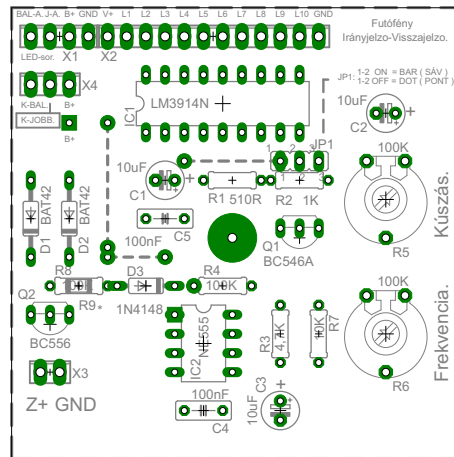 BAL-A. J-A. B+ GND V+ L1 L2 L3 L4 L5 L6 L7 L8 L9 L10 GND
LED-sor. X1 X2
Futófény
Irányjelzo-Visszajelzo.
X4
JP1: 1-2 ON = BAR ( SÁV )
1-2 OFF = DOT ( PONT )
K-BAL. B+
K-JOBB.
B+
IC1
LM3914N
10uF
C2
JP1
1 2 3
10uF
C1
R1 510R
R2 1K
100K
R5
Kúszás.
BAT42
D1
BAT42
D2
C5
100nF
Q1
BC546A
R8
R9*
D3
1N4148
R4
100K
Q2
BC556
NE555
IC2
R3
4,7K
R7
100K
R6
Frekvencia.
X3
Z+ GND
100nF
C4
10uF
C3